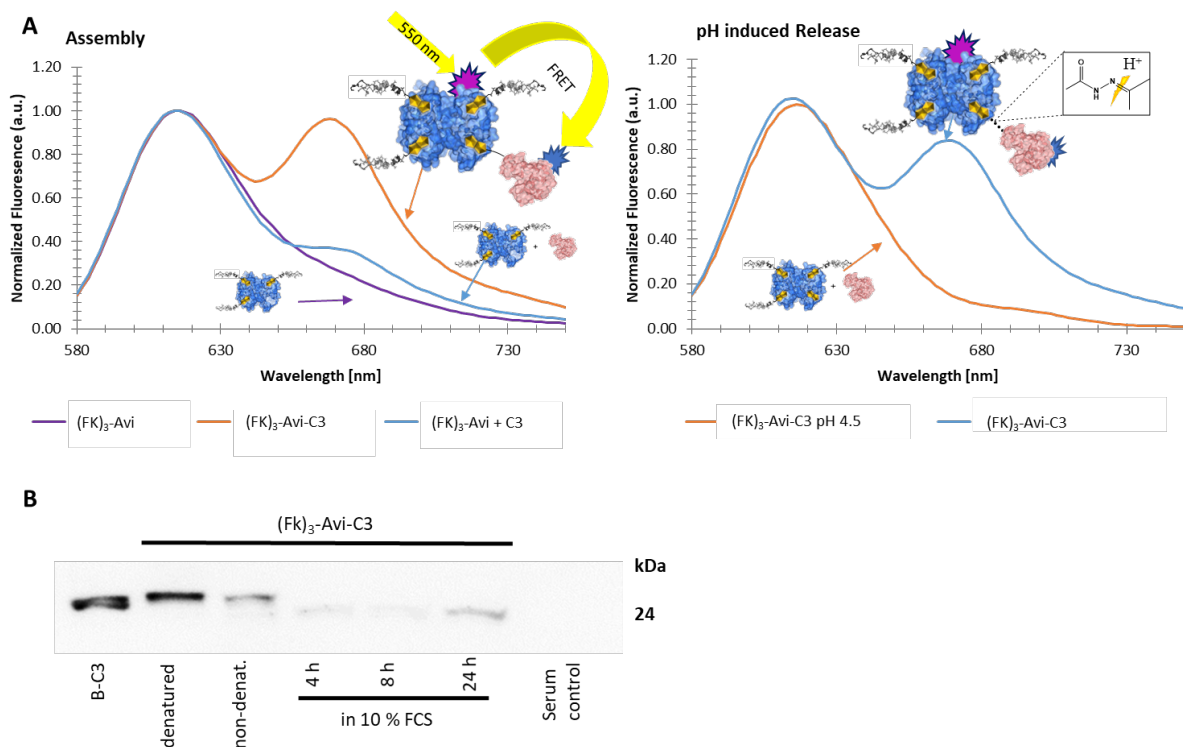 A
Assembly
550 nm
FRET
Normalized Fluorescence (a.u.)
1.20
1.00
0.80
0.60
0.40
0.20
0.00
+
580
630
680
730
Wavelength [nm]
(FK)₃-Avi
(FK)₃-Avi-C3
(FK)₃-Avi + C3
pH induced Release
Normalized Fluorescence (a.u.)
1.20
1.00
0.80
0.60
0.40
0.20
0.00
O
H⁺
N
N
H
+
580
630
680
730
Wavelength [nm]
(FK)₃-Avi-C3 pH 4.5
(FK)₃-Avi-C3
B
(Fk)₃-Avi-C3
kDa
24
B-C3
denatured
non-denat.
4 h
8 h
24 h
in 10 % FCS
Serum
control